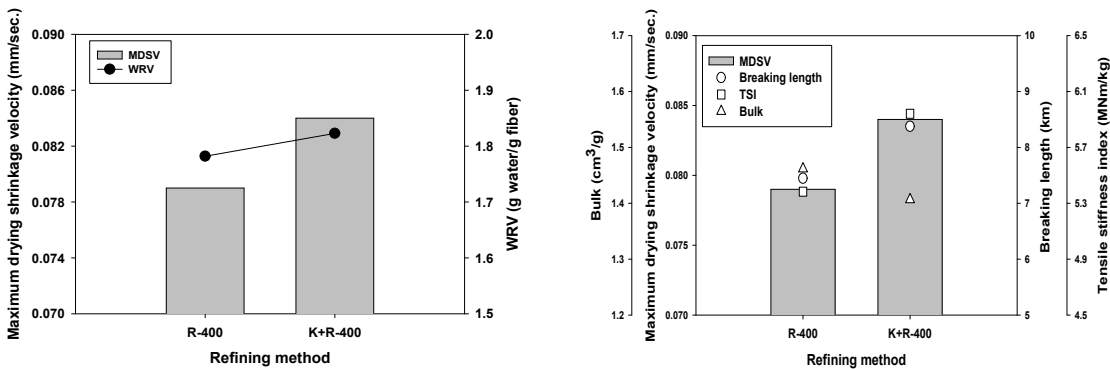 Maximum drying shrinkage velocity (mm/sec.)
0.090
0.086
0.082
0.078
0.074
0.070
MDSV
WRV
2.0
1.9
1.8
1.7
1.6
1.5
WRV (g water/g fiber)
R-400
K+R-400
Refining method
Bulk (cm³/g)
1.7
1.6
1.5
1.4
1.3
1.2
Maximum drying shrinkage velocity (mm/sec.)
0.090
0.085
0.080
0.075
0.070
MDSV
Breaking length
TSI
Bulk
10
9
8
7
6
5
Breaking length (km)
6.5
6.1
5.7
5.3
4.9
4.5
Tensile stiffness index (MNm/kg)
R-400
K+R-400
Refining method